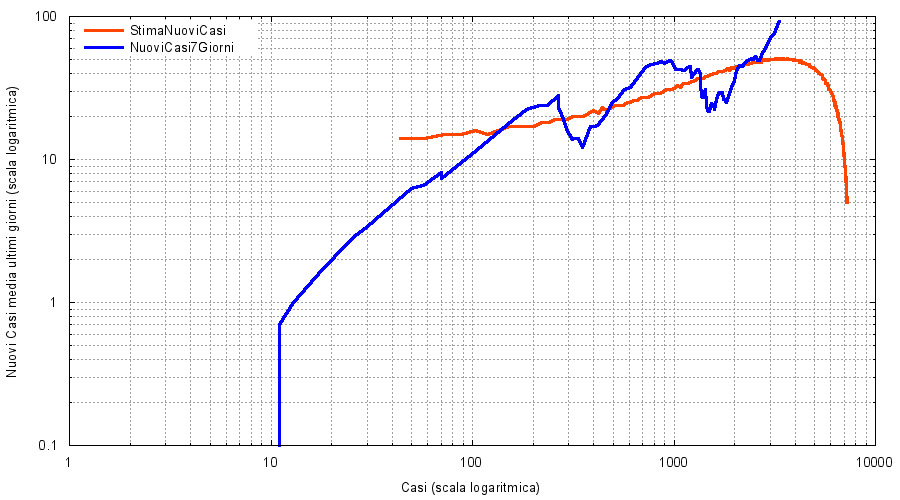 StimaNuoviCasi
NuoviCasi7Giorni
Nuovi Casi media ultimi giorni (scala logaritmica)
100
10
1
0.1
1
10
100
1000
10000
Casi (scala logaritmica)